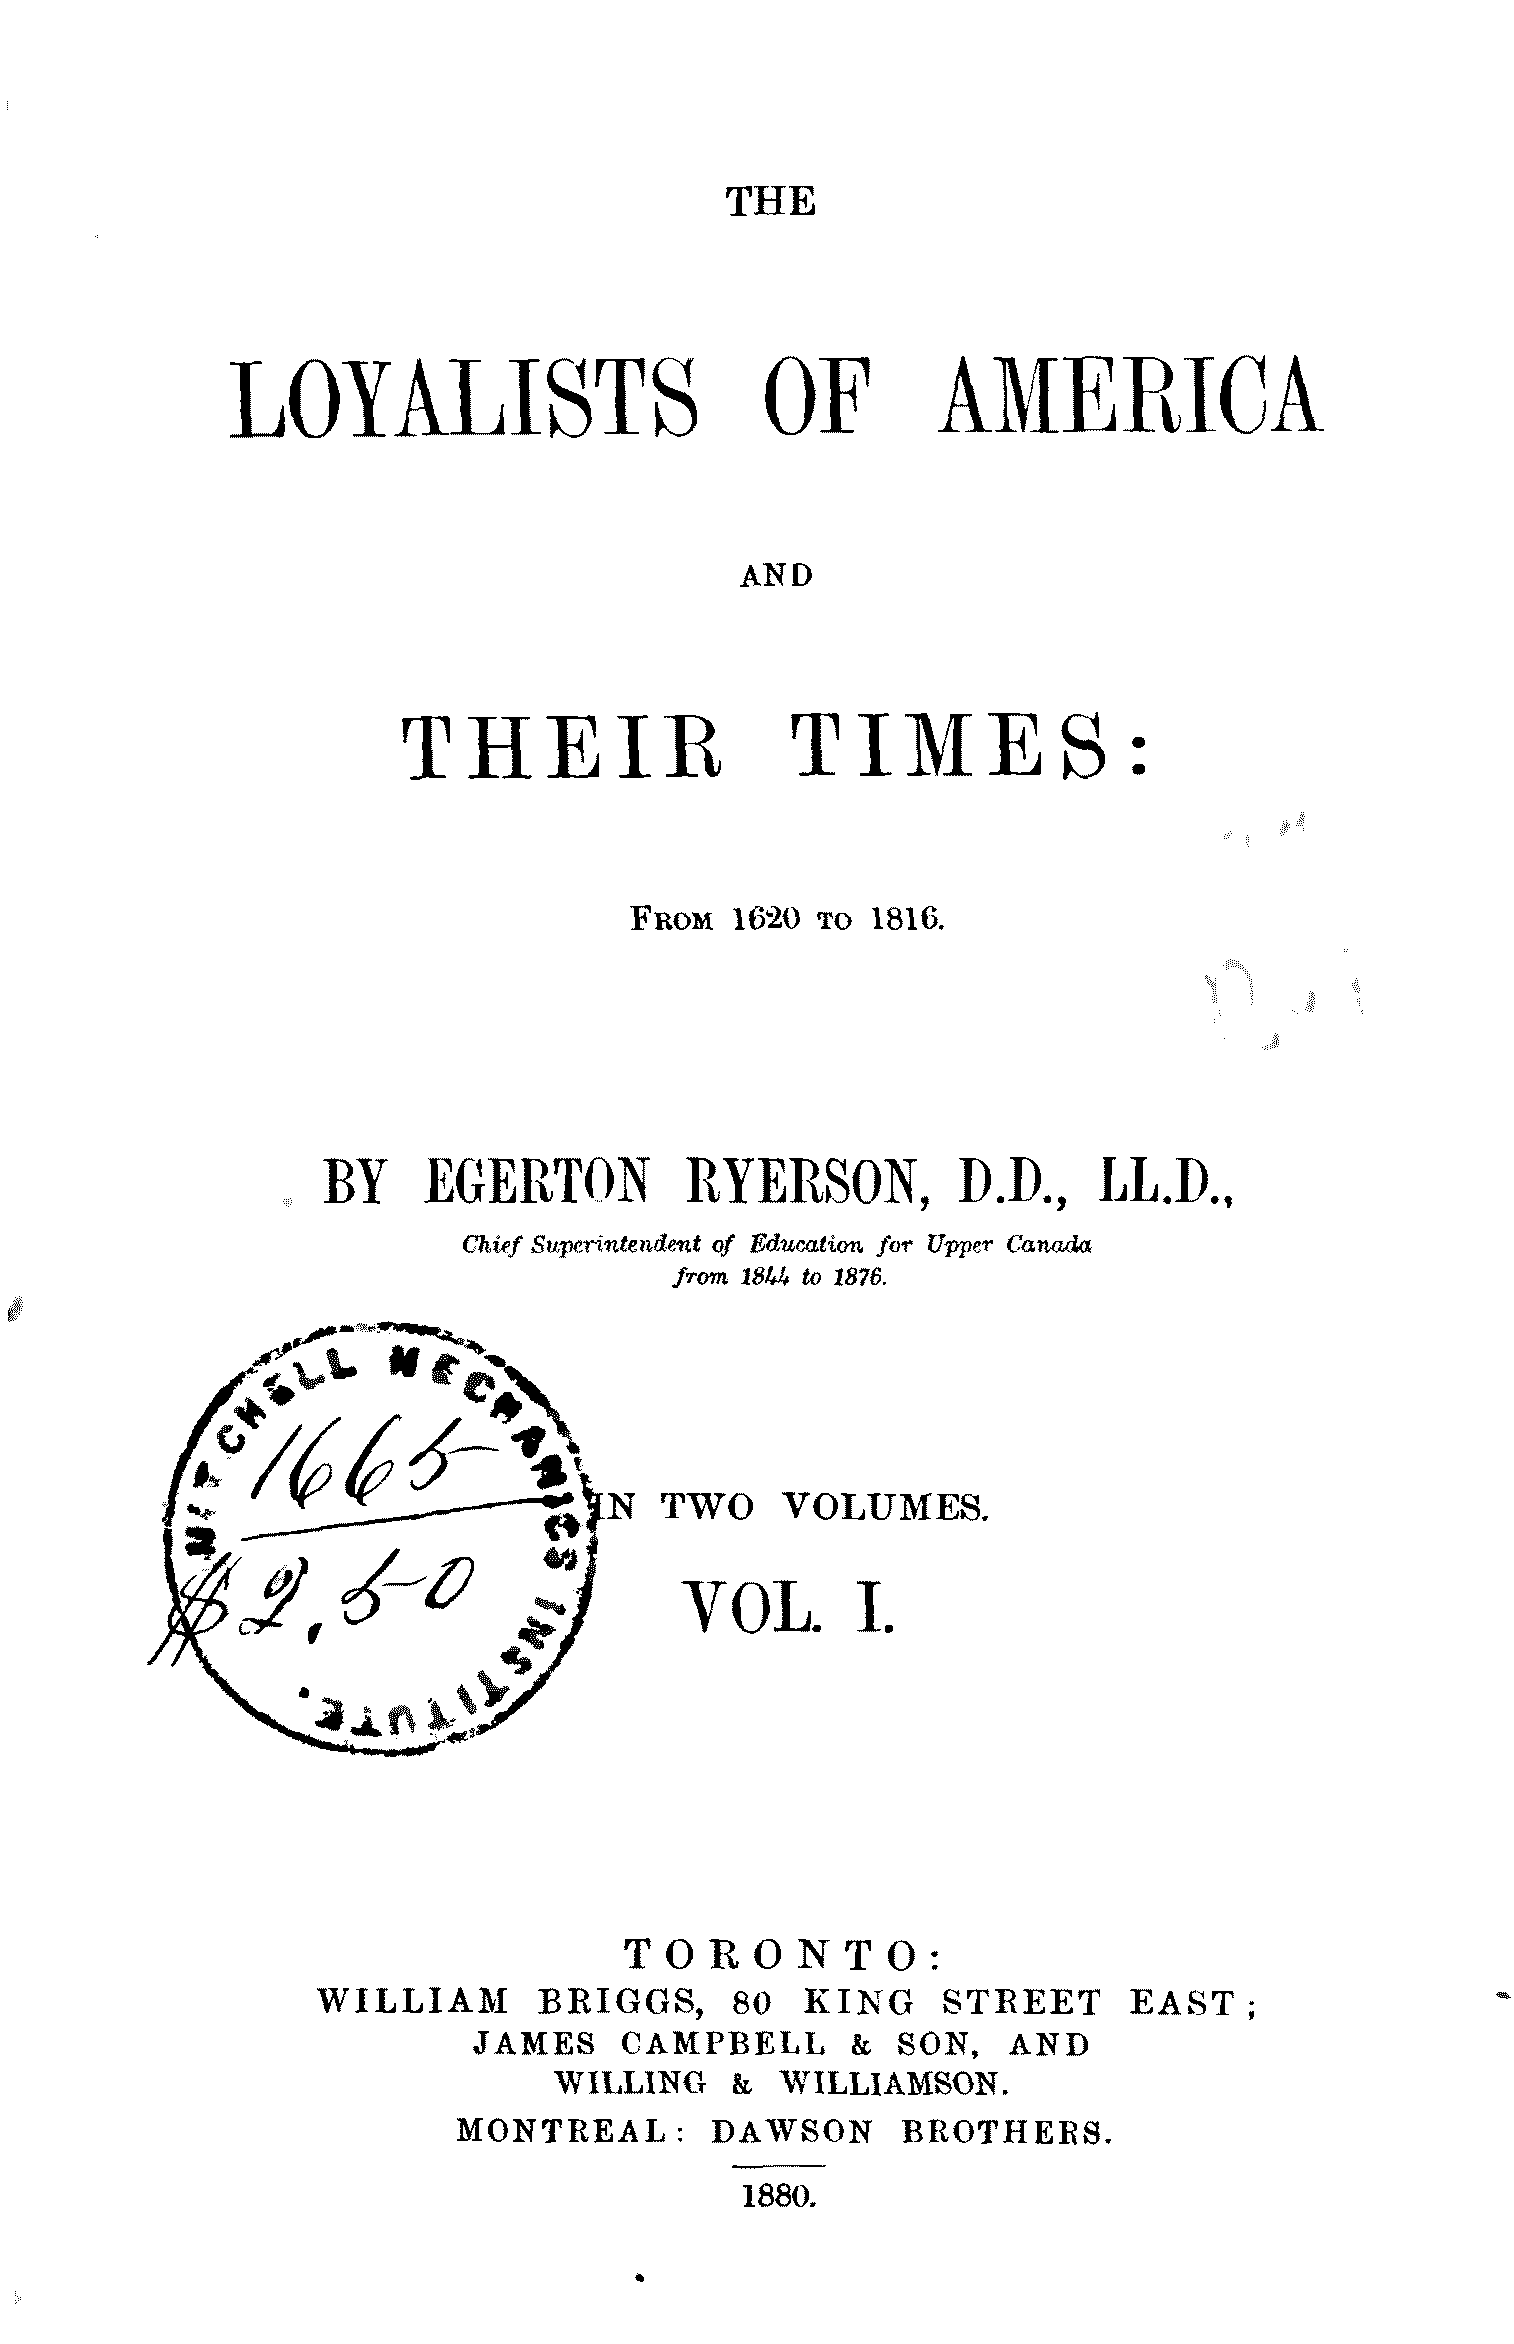 THE
LOYALISTS OF AMERICA
AND
THEIR TIMES:
FROM 1620 TO 1816.
BY EGERTON RYERSON, D.D., LL.D.,
Chief Superintendent of Education for Upper Canada
from 1844 to 1876.
MITCHELL MECHANICS INSTITUTE.
1665
$2.50
IN TWO VOLUMES.
VOL. I.
TORONTO:
WILLIAM BRIGGS, 80 KING STREET EAST;
JAMES CAMPBELL & SON, AND
WILLING & WILLIAMSON.
MONTREAL: DAWSON BROTHERS.
1880.